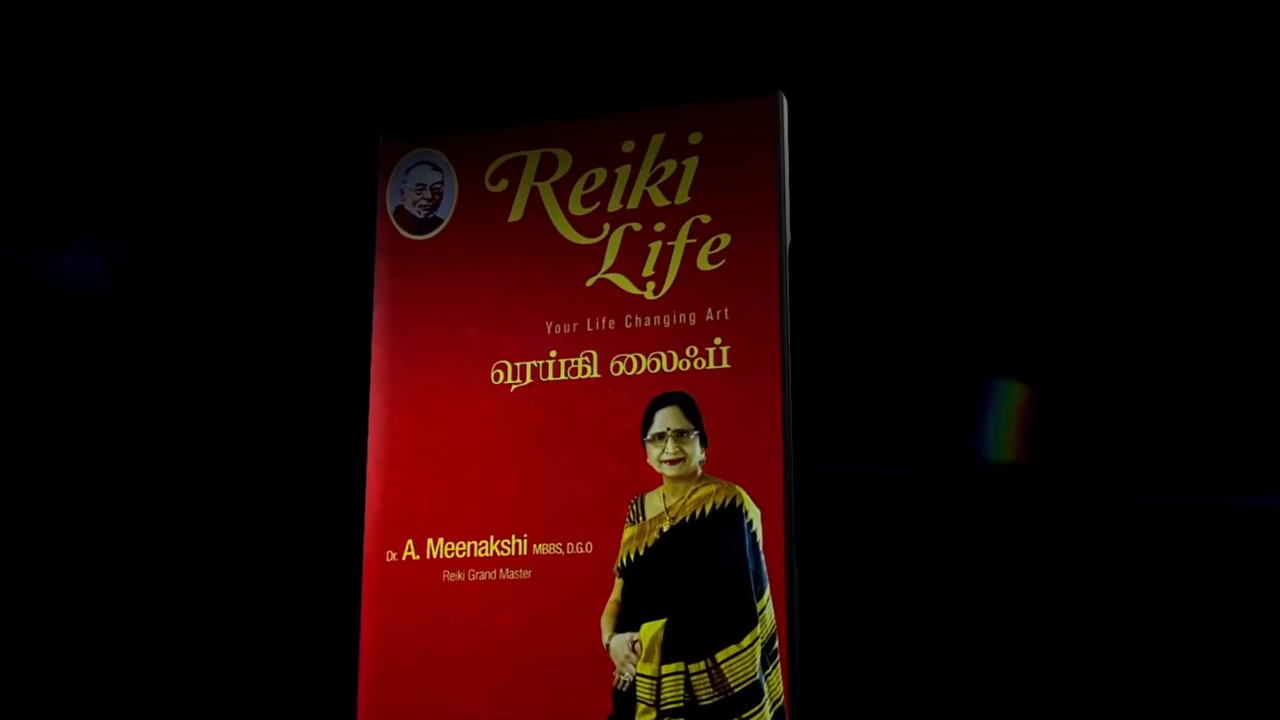 Reiki
Life
Your Life Changing Art
ரெய்கி லைஃப்
Dr. A. Meenakshi MBBS, D.G.O
Reiki Grand Master